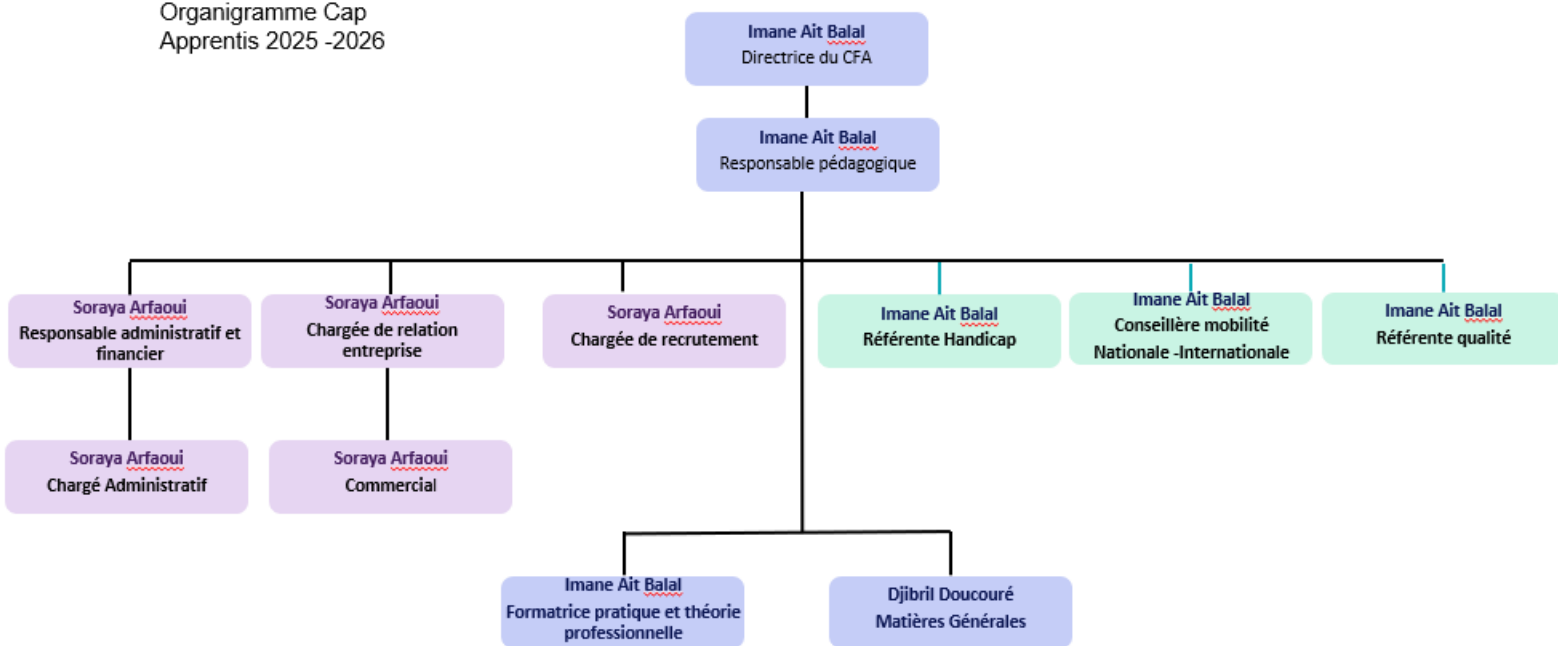 Organigramme Cap
Apprentis 2025 -2026
Imane Ait Balal
Directrice du CFA
Imane Ait Balal
Responsable pédagogique
Soraya Arfaoui
Responsable administratif et
financier
Soraya Arfaoui
Chargée de relation
entreprise
Soraya Arfaoui
Chargée de recrutement
Imane Ait Balal
Référente Handicap
Imane Ait Balal
Conseillère mobilité
Nationale -Internationale
Imane Ait Balal
Référente qualité
Soraya Arfaoui
Chargé Administratif
Soraya Arfaoui
Commercial
Imane Ait Balal
Formatrice pratique et théorie
professionnelle
Djibril Doucouré
Matières Générales